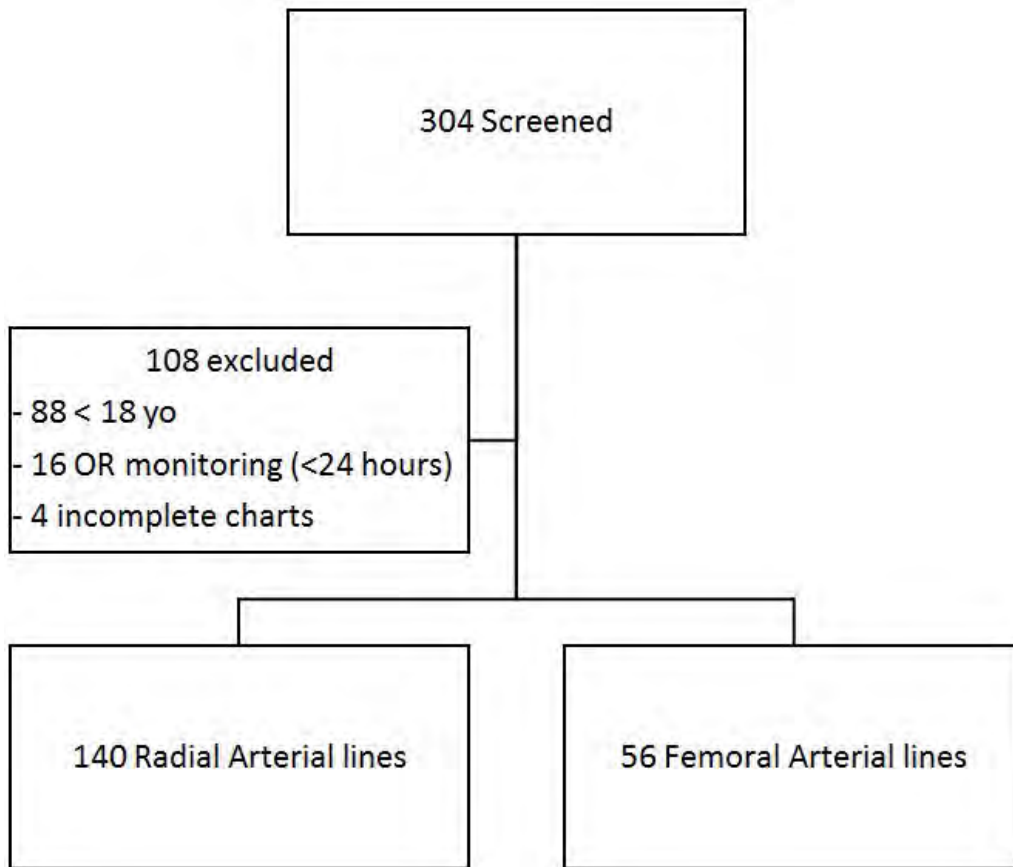 304 Screened
108 excluded
- 88 < 18 yo
- 16 OR monitoring (<24 hours)
- 4 incomplete charts
140 Radial Arterial lines
56 Femoral Arterial lines